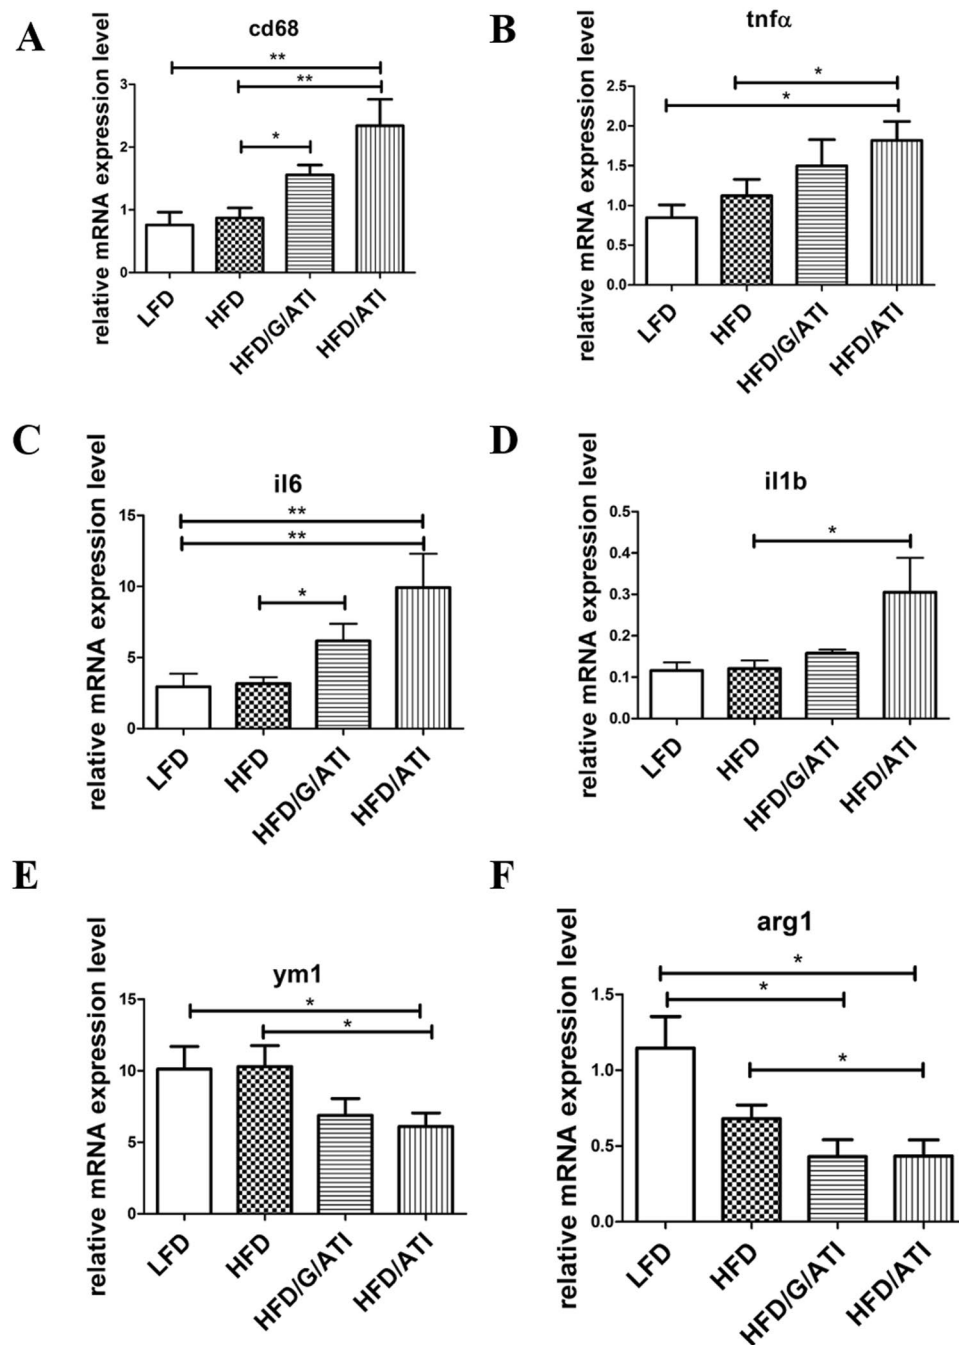 A
cd68
relative mRNA expression level
**
**
*
3
2
1
0
LFD
HFD
HFD/G/ATI
HFD/ATI
B
tnfα
relative mRNA expression level
*
*
2.5
2.0
1.5
1.0
0.5
0.0
LFD
HFD
HFD/G/ATI
HFD/ATI
C
il6
relative mRNA expression level
**
**
*
15
10
5
0
LFD
HFD
HFD/G/ATI
HFD/ATI
D
il1b
relative mRNA expression level
*
0.5
0.4
0.3
0.2
0.1
0.0
LFD
HFD
HFD/G/ATI
HFD/ATI
E
ym1
relative mRNA expression level
*
*
15
10
5
0
LFD
HFD
HFD/G/ATI
HFD/ATI
F
arg1
relative mRNA expression level
*
*
*
1.5
1.0
0.5
0.0
LFD
HFD
HFD/G/ATI
HFD/ATI